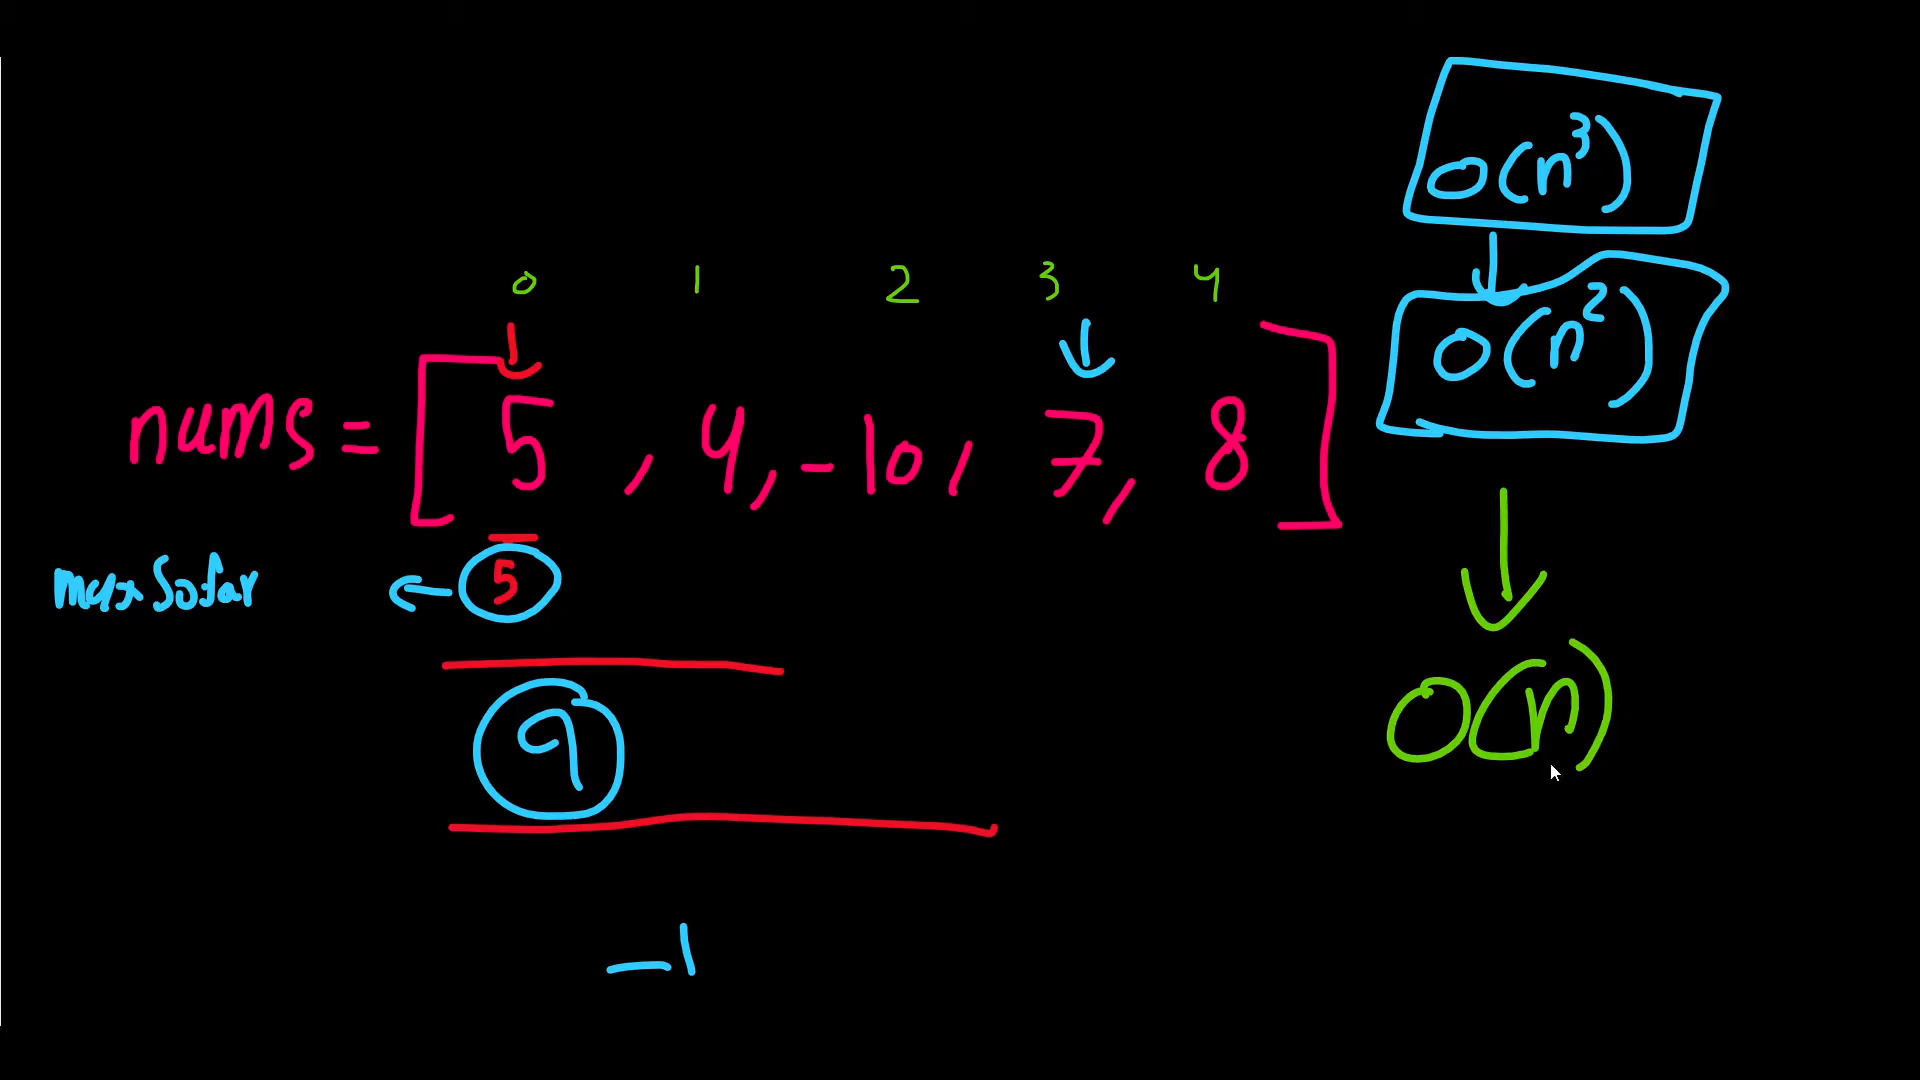 O(n³)
0 1 2 3 4
O(n²)
nums = [5, 4, -10, 7, 8]
maxSofar ← 5
9
O(n)
-1